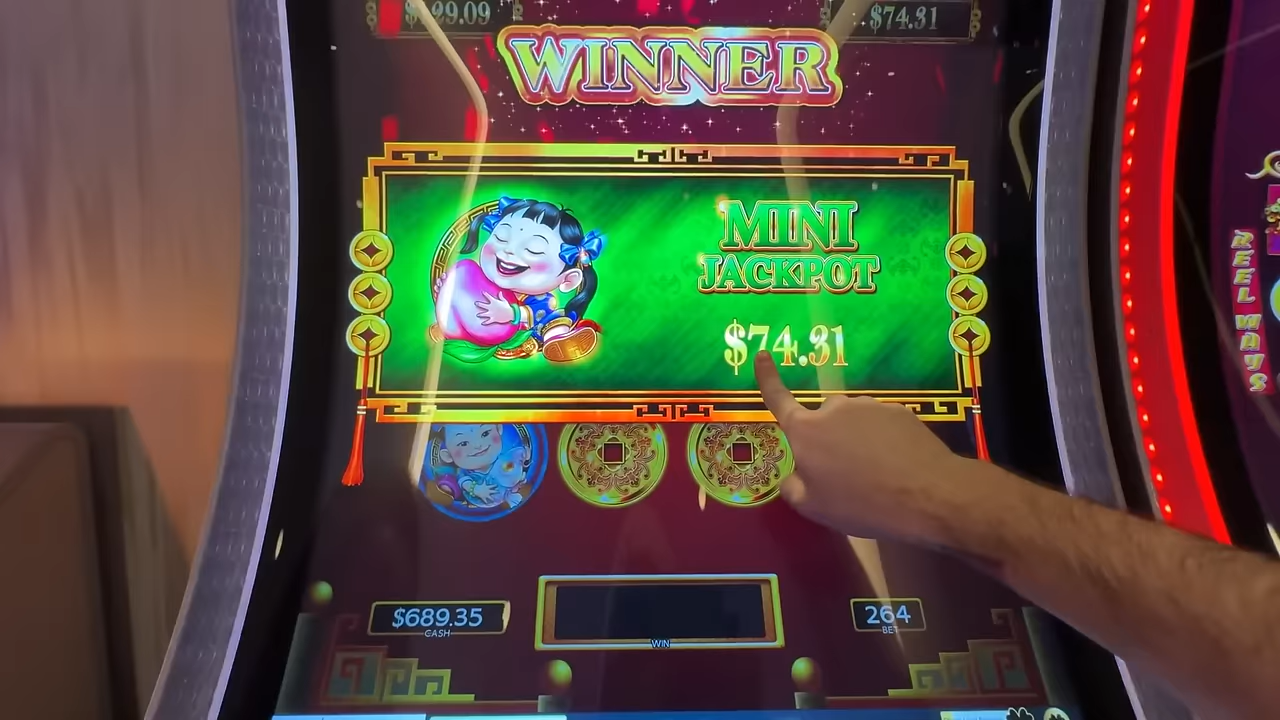 $74.31
WINNER
MINI
JACKPOT
$74.31
$689.35
CASH
WIN
264
BET
REEL WAYS